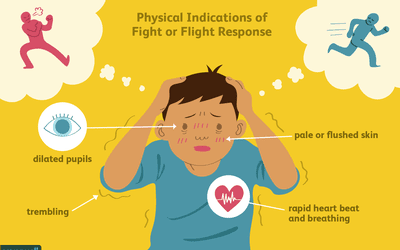 Physical Indications of
Fight or Flight Response
dilated pupils
pale or flushed skin
trembling
rapid heart beat
and breathing